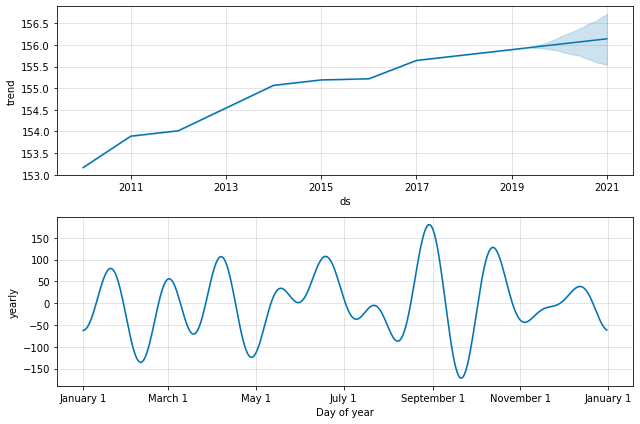 156.5
156.0
155.5
155.0
154.5
154.0
153.5
153.0
trend
2011 2013 2015 2017 2019 2021
ds
150
100
50
0
−50
−100
−150
yearly
January 1 March 1 May 1 July 1 September 1 November 1 January 1
Day of year